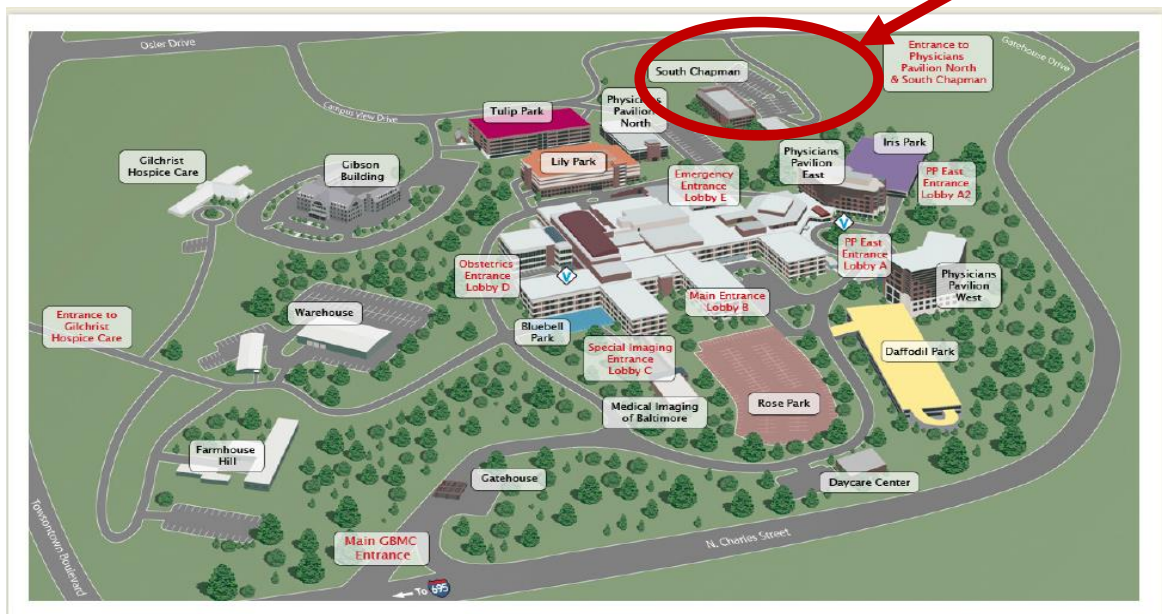 Osler Drive
Gatehouse Drive
Entrance to
Physicians
Pavilion North
& South Chapman
South Chapman
Campus View Drive
Tulip Park
Physicians
Pavilion
North
Iris Park
Physicians
Pavilion
East
Gilchrist
Hospice Care
Gibson
Building
Lily Park
Emergency
Entrance
Lobby E
PP East
Entrance
Lobby A2
V
PP East
Entrance
Lobby A
Obstetrics
Entrance
Lobby D
V
Physicians
Pavilion
West
Main Entrance
Lobby B
Entrance to
Gilchrist
Hospice Care
Warehouse
Bluebell
Park
Special Imaging
Entrance
Lobby C
Daffodil Park
Medical Imaging
of Baltimore
Rose Park
Farmhouse
Hill
Gatehouse
Daycare Center
Towsontown Boulevard
Main GBMC
Entrance
N. Charles Street
To 695